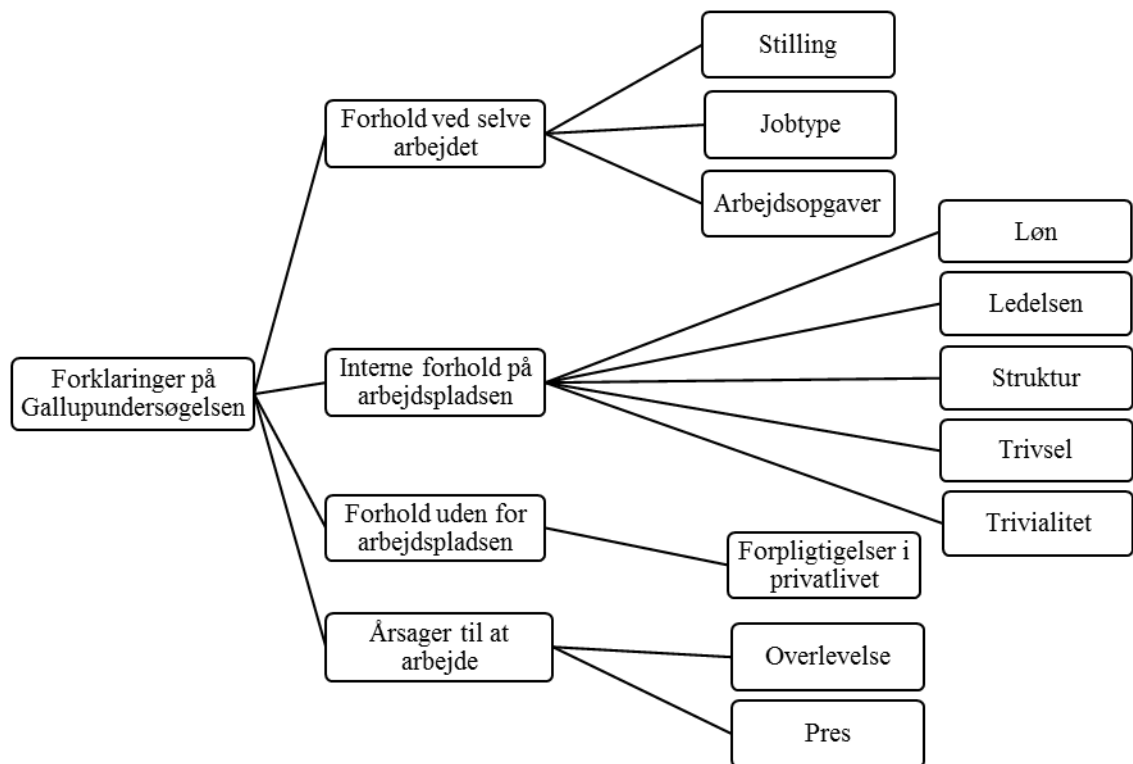 Forklaringer på
Gallupundersøgelsen
Forhold ved selve
arbejdet
Stilling
Jobtype
Arbejdsopgaver
Interne forhold på
arbejdspladsen
Løn
Ledelsen
Struktur
Trivsel
Trivialitet
Forhold uden for
arbejdspladsen
Forpligtigelser i
privatlivet
Årsager til at
arbejde
Overlevelse
Pres